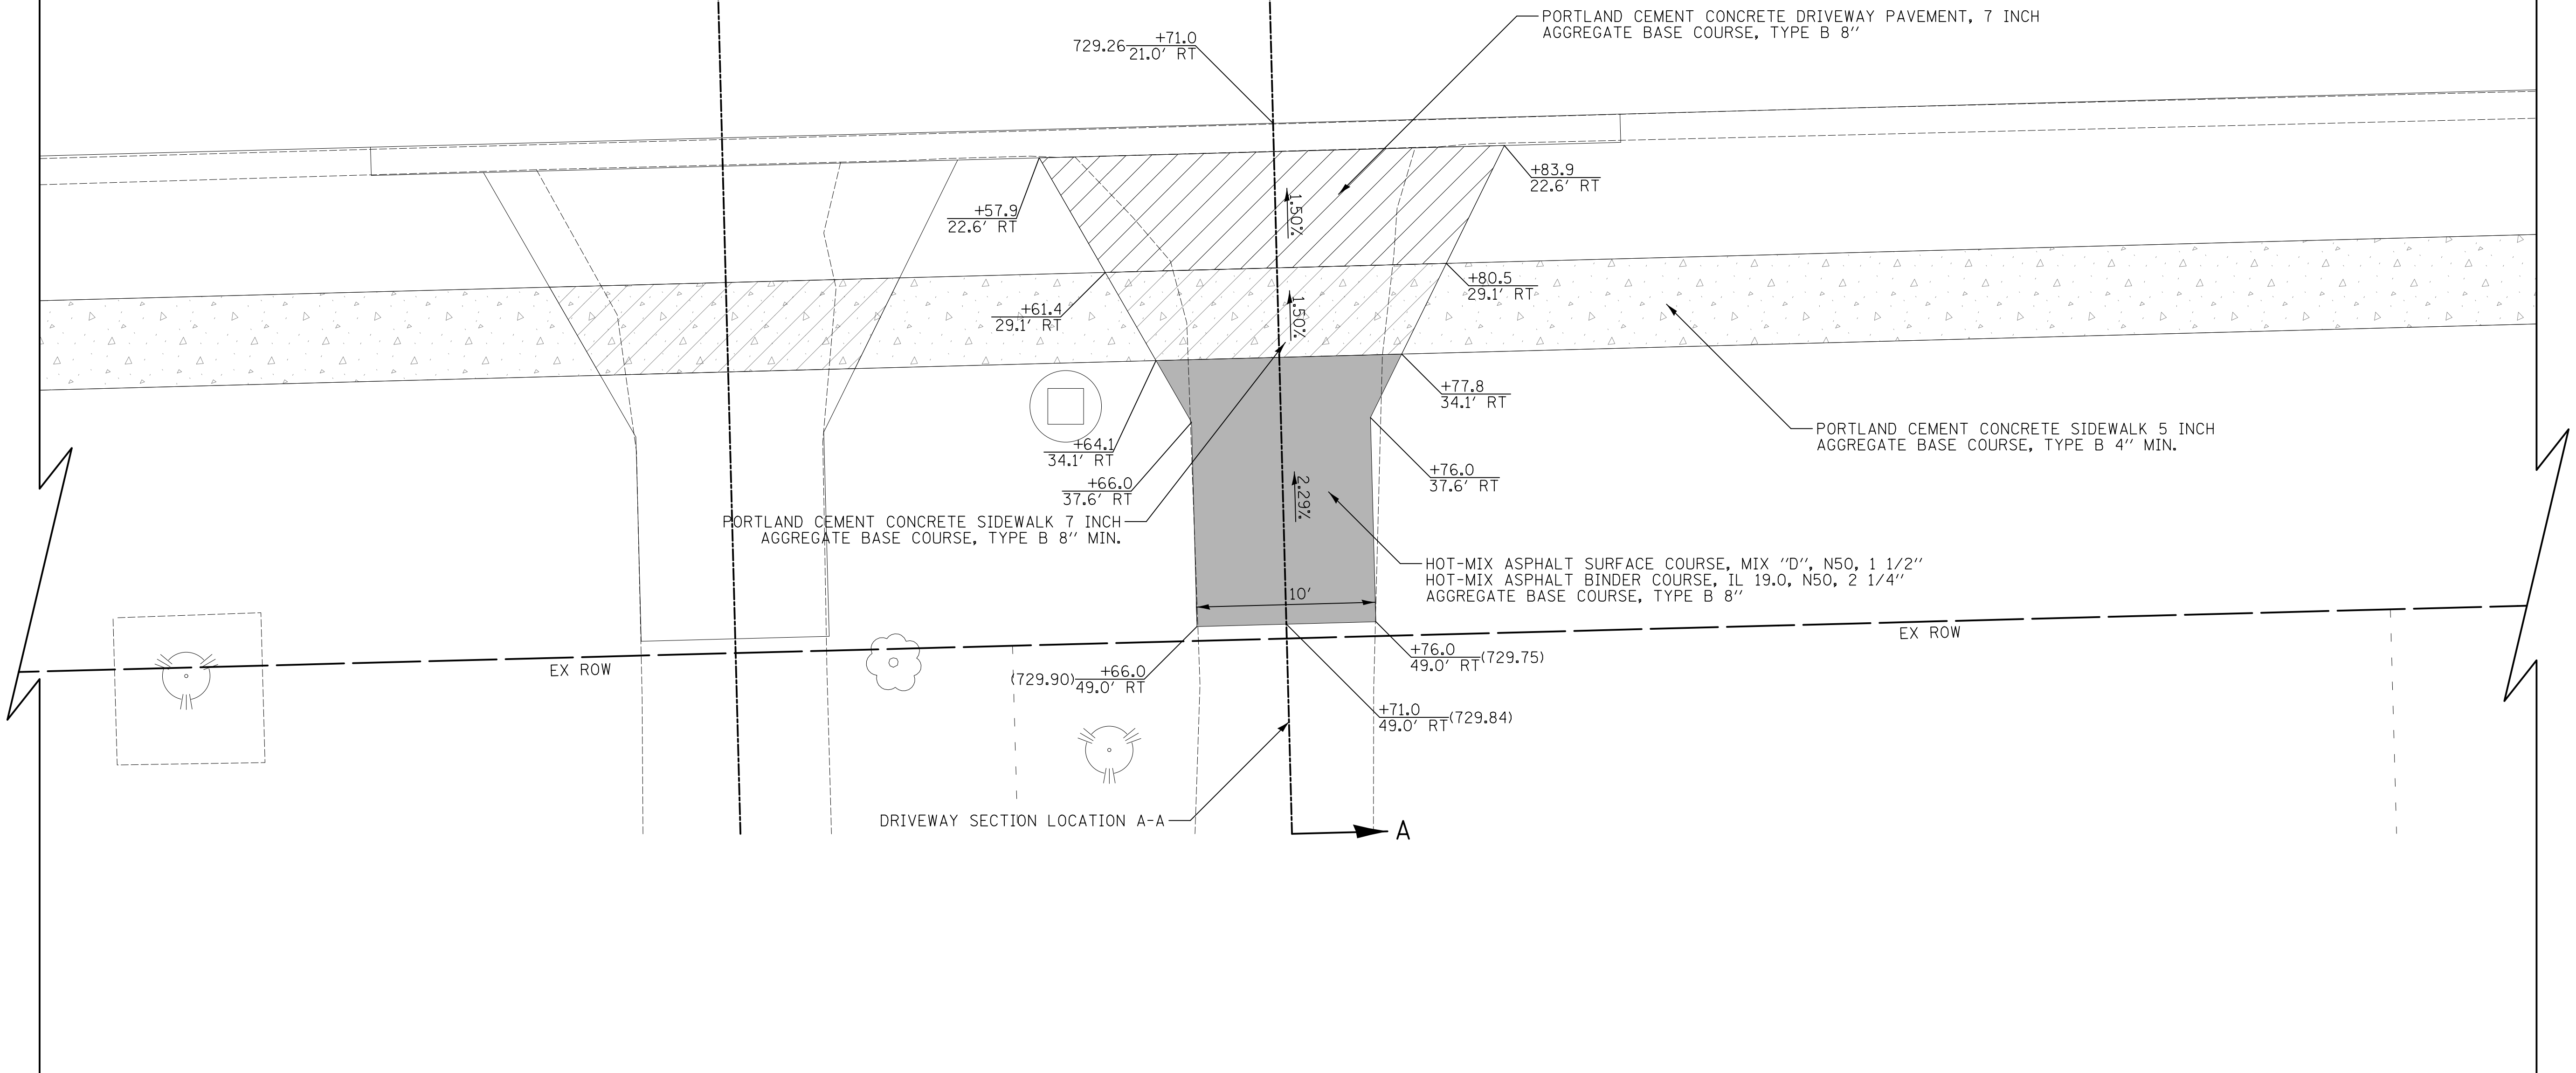 PORTLAND CEMENT CONCRETE DRIVEWAY PAVEMENT, 7 INCH
AGGREGATE BASE COURSE, TYPE B 8"
729.26 +71.0
21.0' RT
+83.9
22.6' RT
+57.9
22.6' RT
1.50%
+80.5
29.1' RT
+61.4
29.1' RT
1.50%
+77.8
34.1' RT
PORTLAND CEMENT CONCRETE SIDEWALK 5 INCH
AGGREGATE BASE COURSE, TYPE B 4" MIN.
+64.1
34.1' RT
+76.0
37.6' RT
+66.0
37.6' RT
2.29%
PORTLAND CEMENT CONCRETE SIDEWALK 7 INCH
AGGREGATE BASE COURSE, TYPE B 8" MIN.
HOT-MIX ASPHALT SURFACE COURSE, MIX "D", N50, 1 1/2"
HOT-MIX ASPHALT BINDER COURSE, IL 19.0, N50, 2 1/4"
AGGREGATE BASE COURSE, TYPE B 8"
10'
EX ROW
EX ROW
+76.0
49.0' RT (729.75)
(729.90) +66.0
49.0' RT
+71.0
49.0' RT (729.84)
DRIVEWAY SECTION LOCATION A-A
A